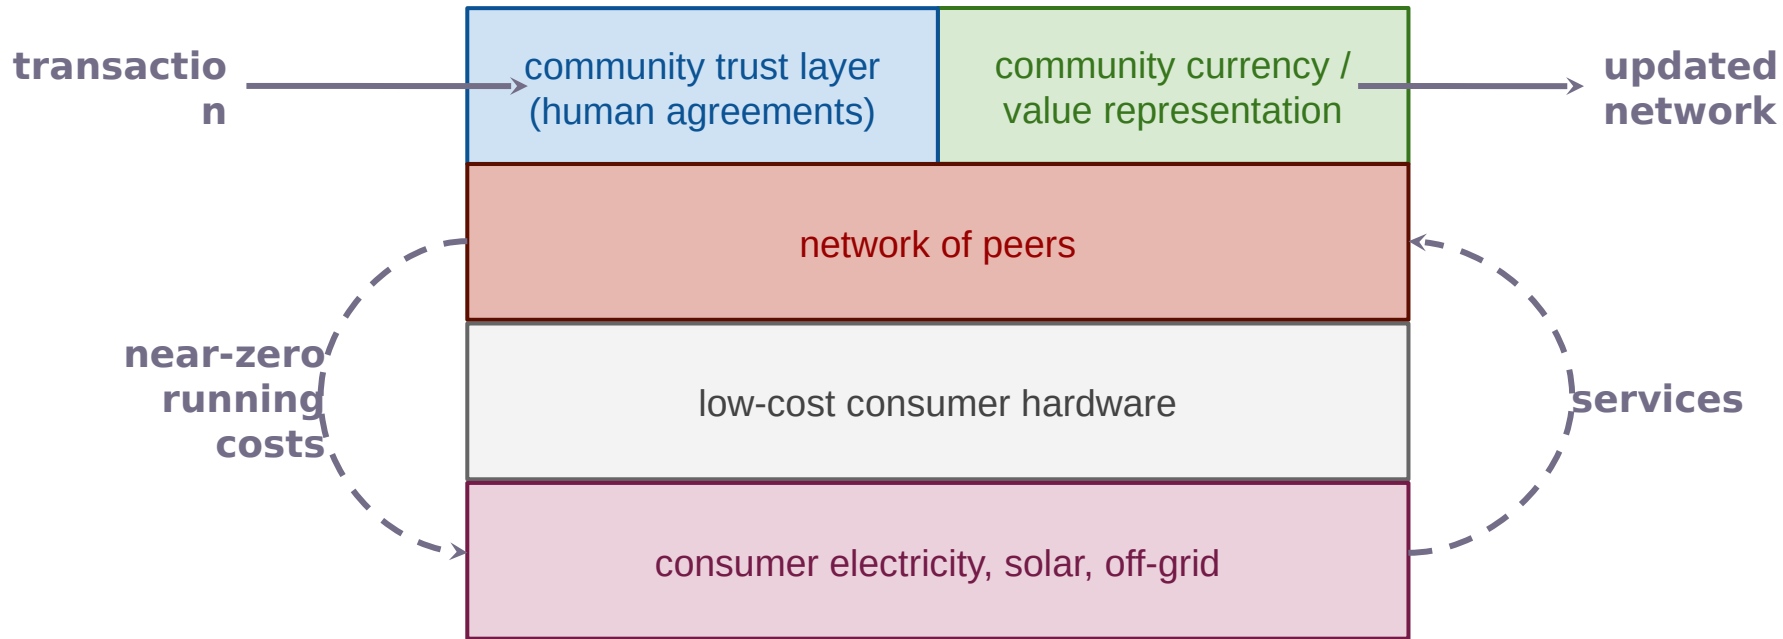 transactio
n
community trust layer
(human agreements)
community currency /
value representation
updated
network
network of peers
near-zero
running
costs
low-cost consumer hardware
services
consumer electricity, solar, off-grid